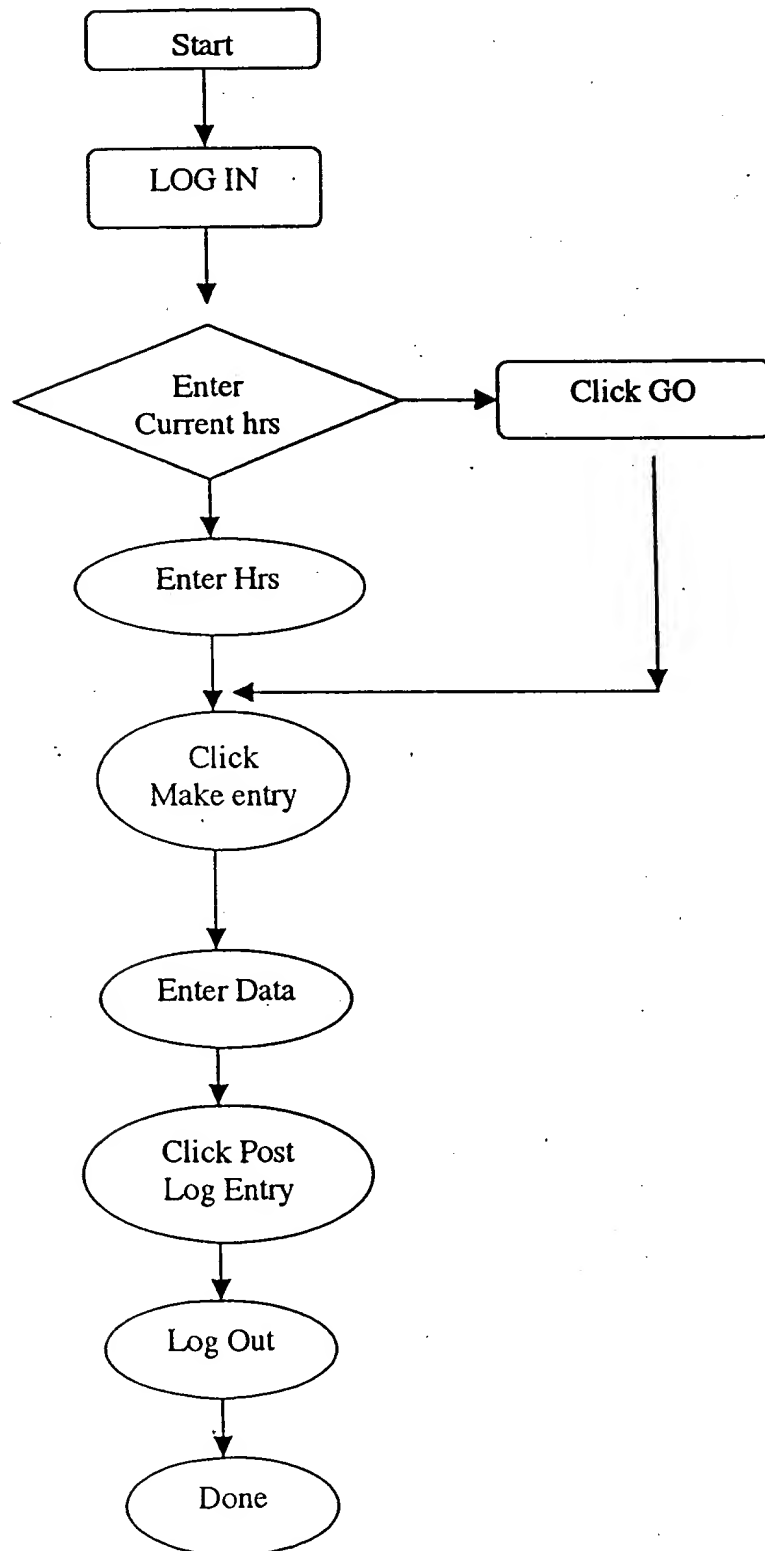 Start
LOG IN
Enter
Current hrs
Click GO
Enter Hrs
Click
Make entry
Enter Data
Click Post
Log Entry
Log Out
Done